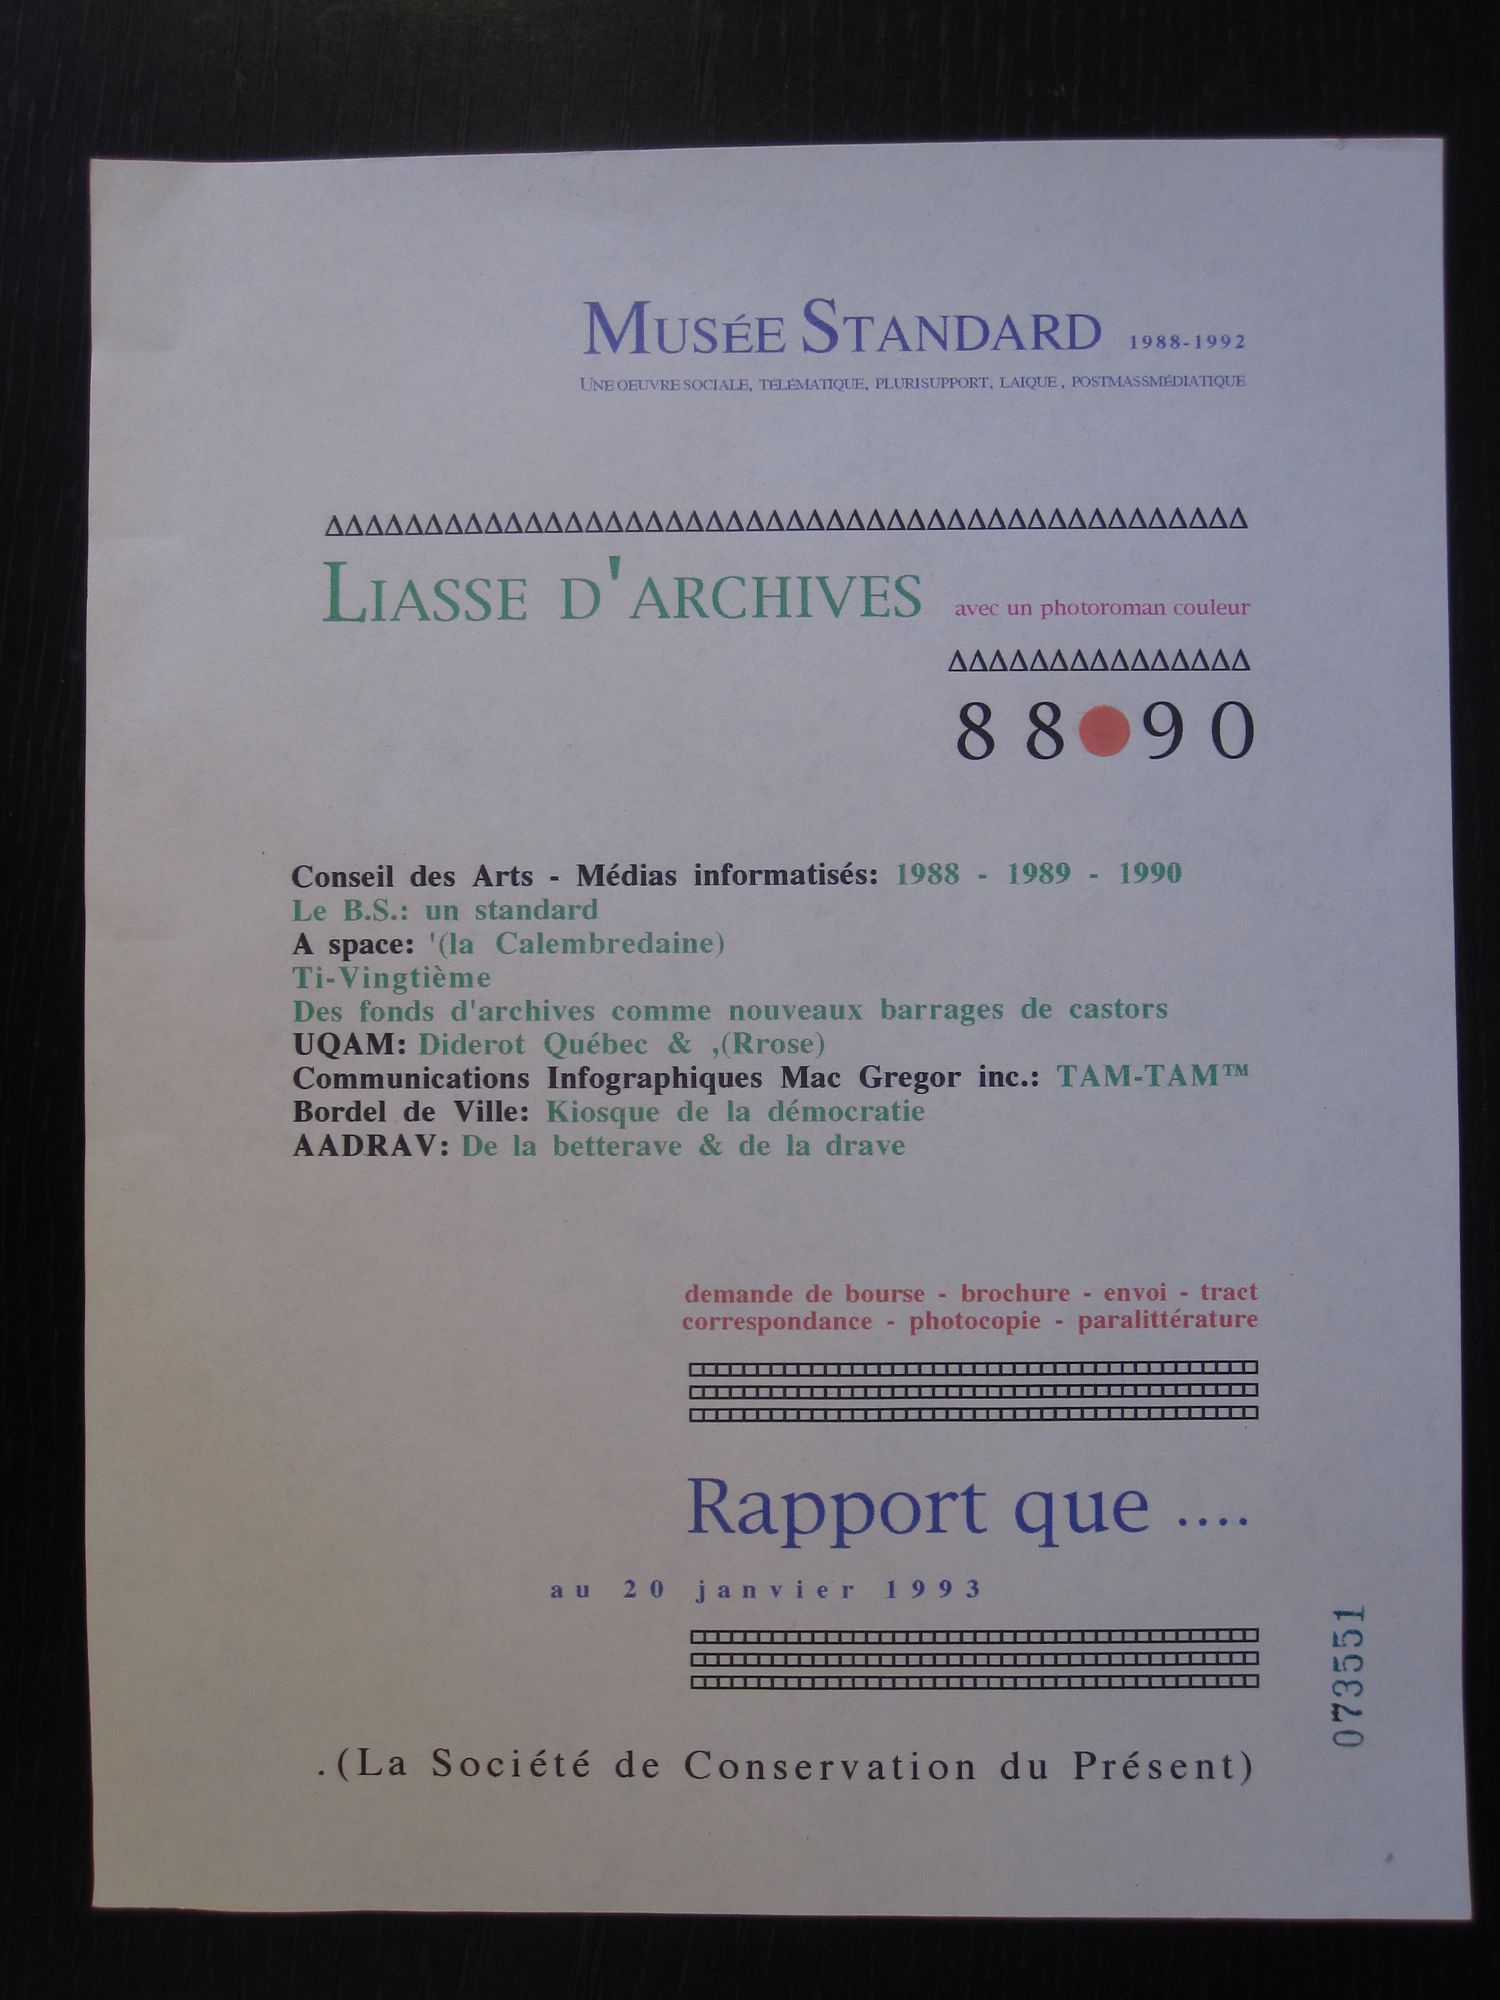 MUSÉE STANDARD 1988-1992
UNE OEUVRE SOCIALE, TÉLÉMATIQUE, PLURISUPPORT, LAIQUE , POSTMASSMÉDIATIQUE
ΔΔΔΔΔΔΔΔΔΔΔΔΔΔΔΔΔΔΔΔΔΔΔΔΔΔΔΔΔΔΔΔΔΔΔΔΔΔΔΔΔΔΔΔΔΔ
LIASSE D'ARCHIVES avec un photoroman couleur
ΔΔΔΔΔΔΔΔΔΔΔΔΔΔΔ
88●90
Conseil des Arts - Médias informatisés: 1988 - 1989 - 1990
Le B.S.: un standard
A space: '(la Calembredaine)
Ti-Vingtième
Des fonds d'archives comme nouveaux barrages de castors
UQAM: Diderot Québec & ,(Rrose)
Communications Infographiques Mac Gregor inc.: TAM-TAM™
Bordel de Ville: Kiosque de la démocratie
AADRAV: De la betterave & de la drave
demande de bourse - brochure - envoi - tract
correspondance - photocopie - paralittérature
Rapport que ....
au 20 janvier 1993
.(La Société de Conservation du Présent)
073551